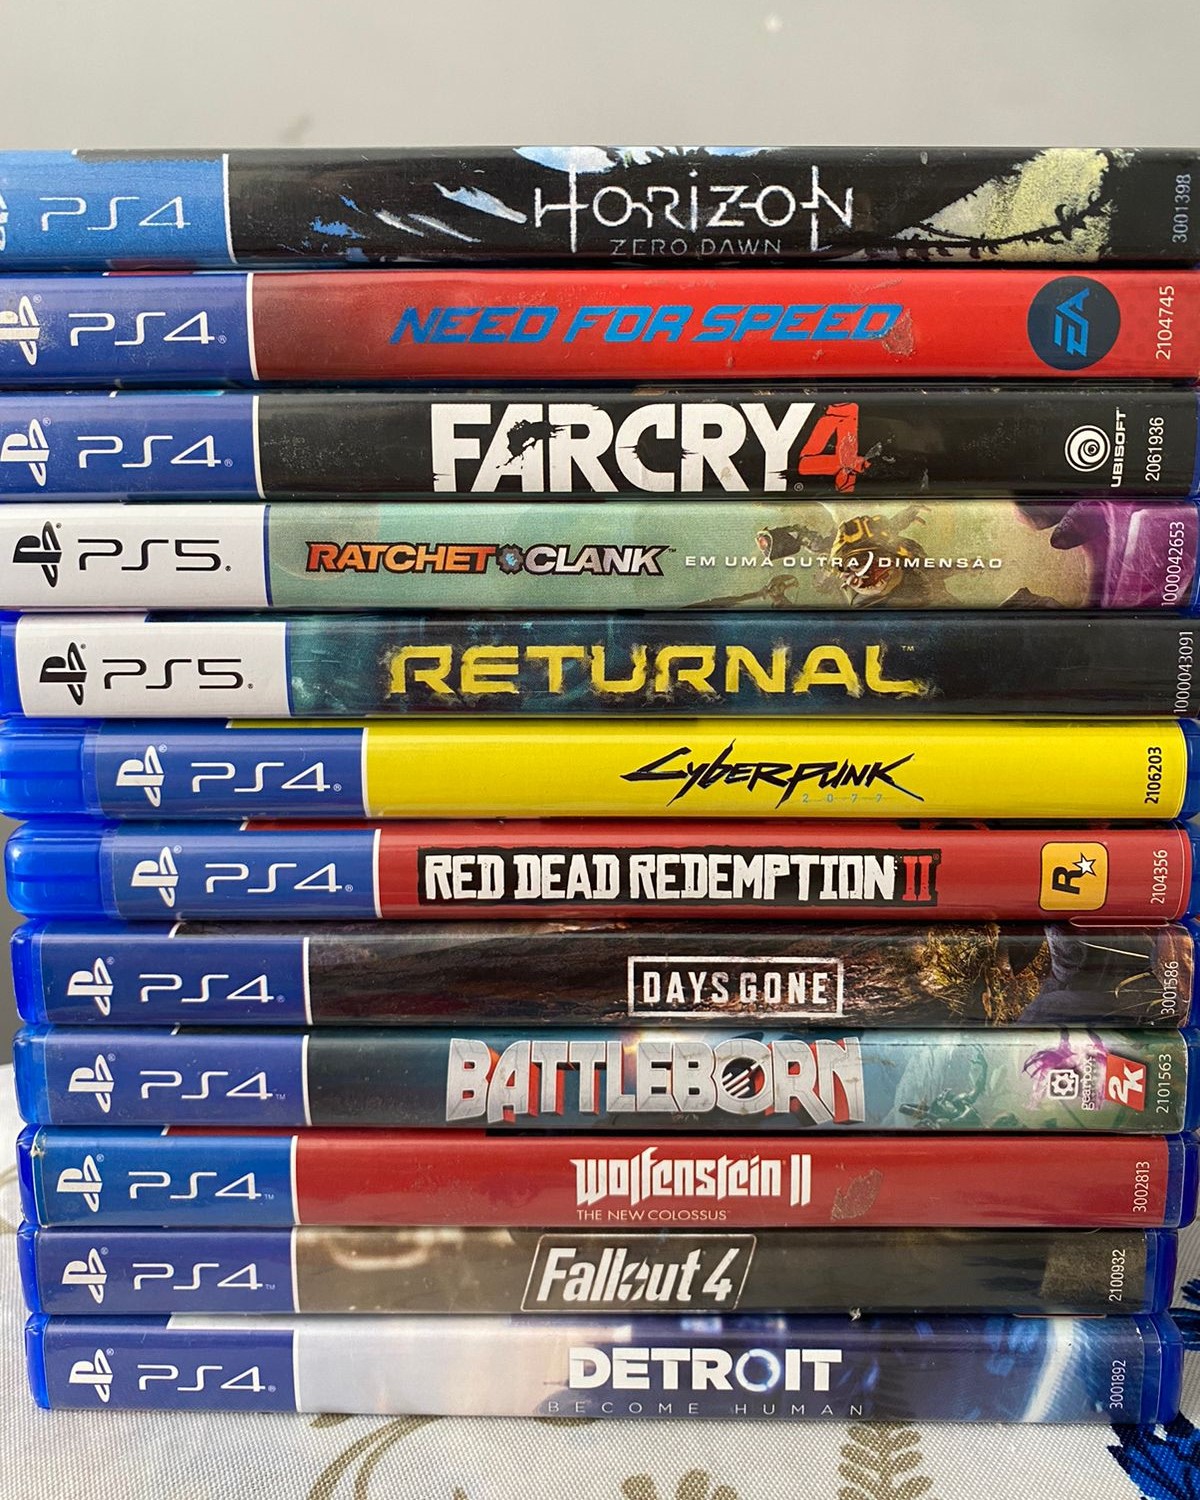 PS4 HORIZON 3001398
ZERO DAWN
PS4 NEED FOR SPEED EA 2104745
PS4 FARCRY4 UBISOFT 2061936
PS5 RATCHET & CLANK EM UMA OUTRA DIMENSÃO 1000042653
PS5 RETURNAL 1000043091
PS4 Cyberpunk 2106203
2077
PS4 RED DEAD REDEMPTION II R 2104356
PS4 DAYS GONE 3001586
PS4 BATTLEBORN gearbox 2K 2101563
PS4 Wolfenstein II 3002813
THE NEW COLOSSUS
PS4 Fallout 4 2100932
PS4 DETROIT 3001892
BECOME HUMAN